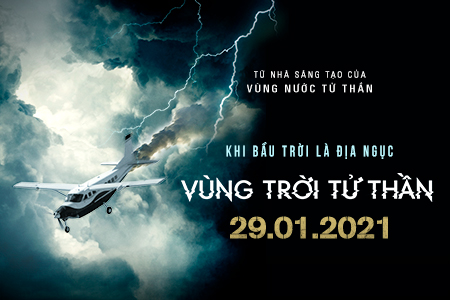 TỪ NHÀ SÁNG TẠO CỦA
VÙNG NƯỚC TỬ THẦN
KHI BẦU TRỜI LÀ ĐỊA NGỤC
VÙNG TRỜI TỬ THẦN
29.01.2021